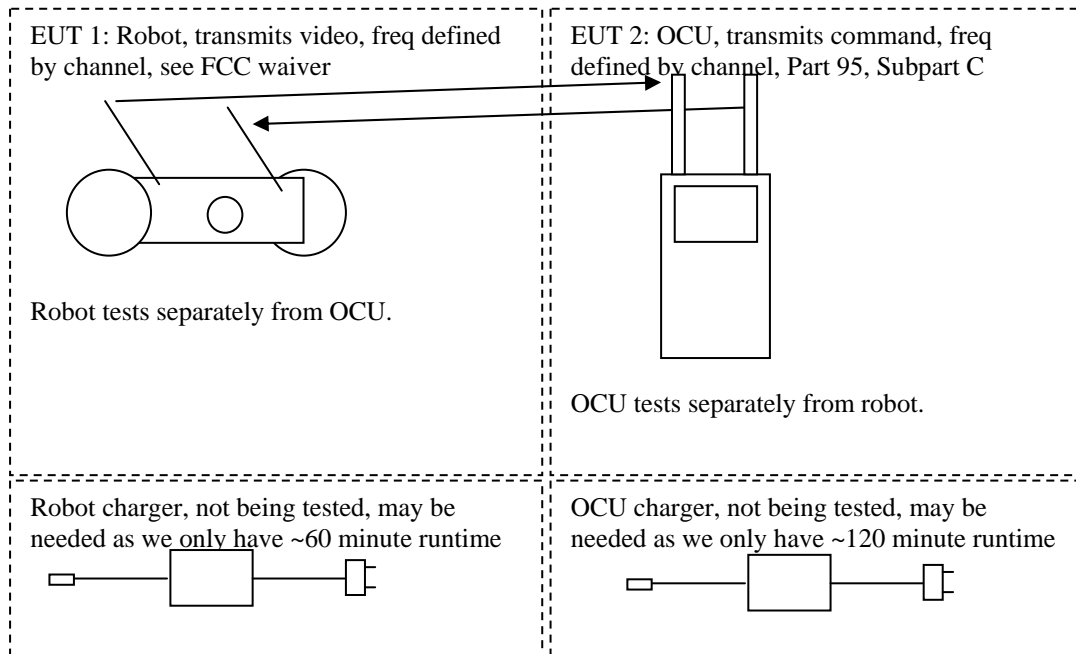 EUT 1: Robot, transmits video, freq defined
by channel, see FCC waiver
Robot tests separately from OCU.
EUT 2: OCU, transmits command, freq
defined by channel, Part 95, Subpart C
OCU tests separately from robot.
Robot charger, not being tested, may be
needed as we only have ~60 minute runtime
OCU charger, not being tested, may be
needed as we only have ~120 minute runtime